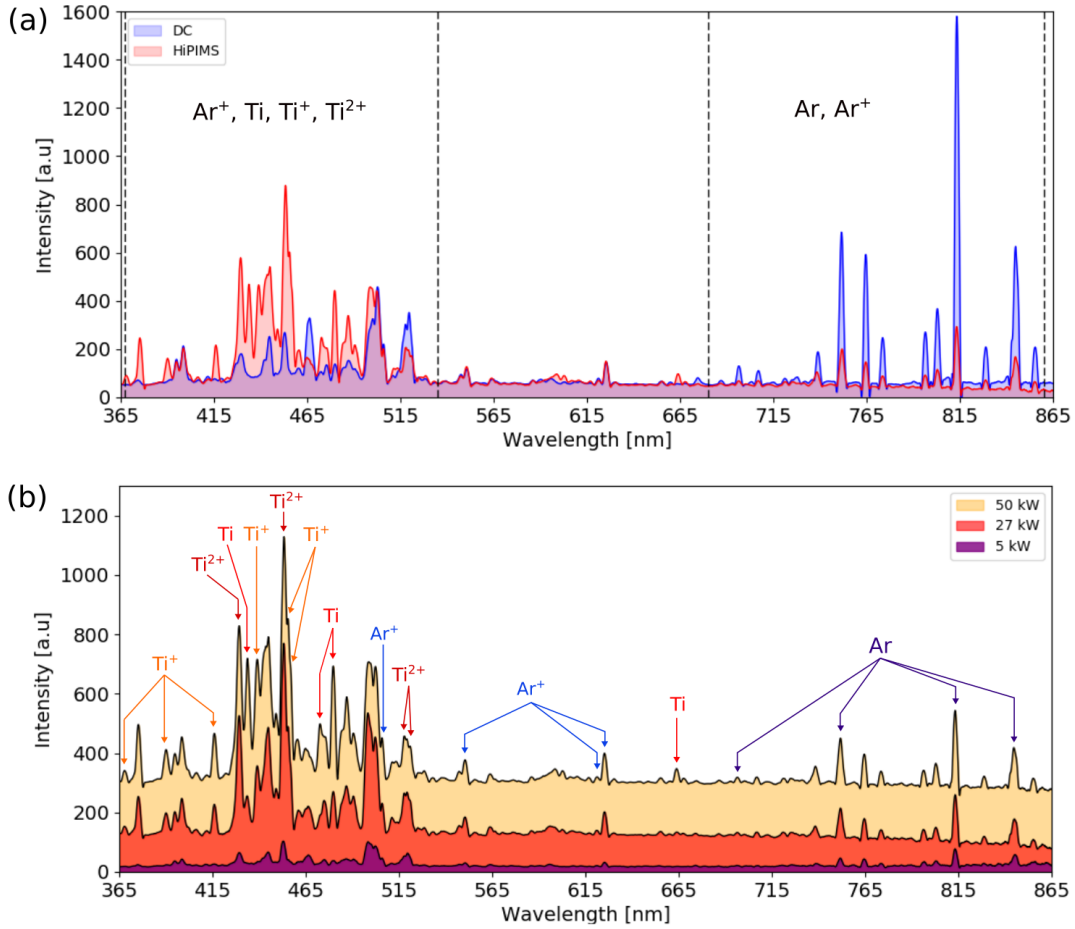 (a)
1600
1400
1200
1000
800
600
400
200
0
Intensity [a.u]
DC
HiPIMS
Ar⁺, Ti, Ti⁺, Ti²⁺
Ar, Ar⁺
365 415 465 515 565 615 665 715 765 815 865
Wavelength [nm]
(b)
1200
1000
800
600
400
200
0
Intensity [a.u]
50 kW
27 kW
5 kW
Ti²⁺
Ti Ti⁺ Ti⁺
Ti²⁺
Ti
Ar⁺
Ar
Ti⁺
Ti²⁺
Ar⁺
Ti
365 415 465 515 565 615 665 715 765 815 865
Wavelength [nm]